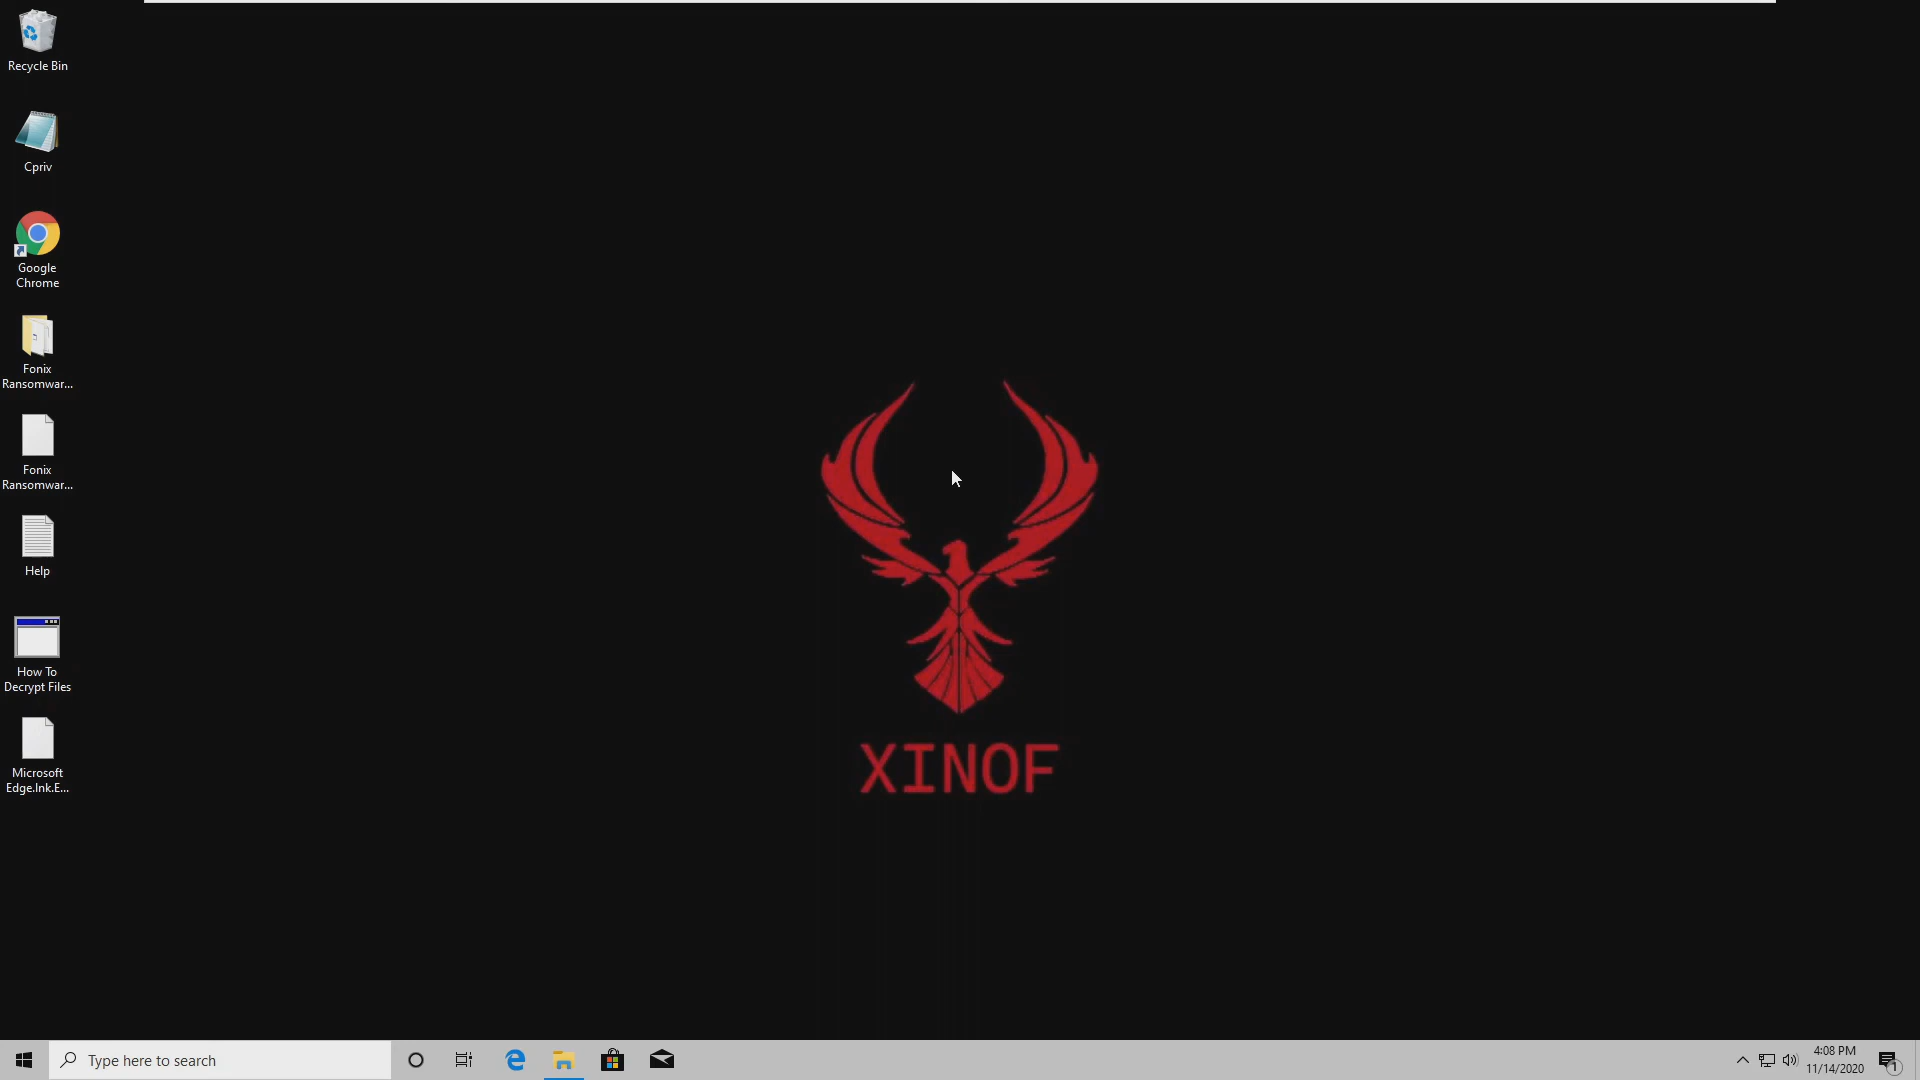 Recycle Bin
Cpriv
Google
Chrome
Fonix
Ransomwar...
Fonix
Ransomwar...
Help
How To
Decrypt Files
Microsoft
Edge.lnk.E...
XINOF
Type here to search
4:08 PM
11/14/2020
1